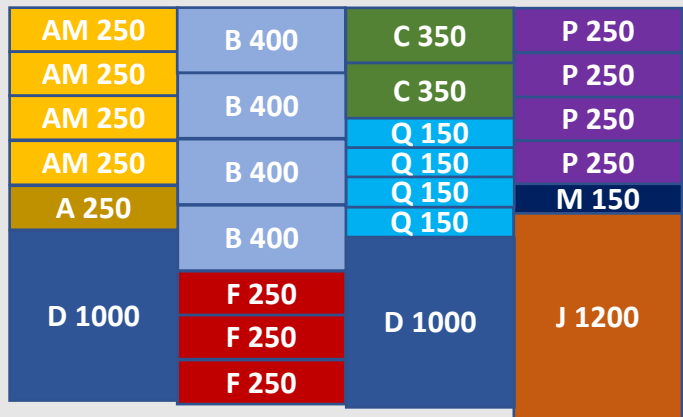 AM 250
AM 250
AM 250
AM 250
A 250
D 1000
B 400
B 400
B 400
B 400
F 250
F 250
F 250
C 350
C 350
Q 150
Q 150
Q 150
Q 150
D 1000
P 250
P 250
P 250
P 250
M 150
J 1200